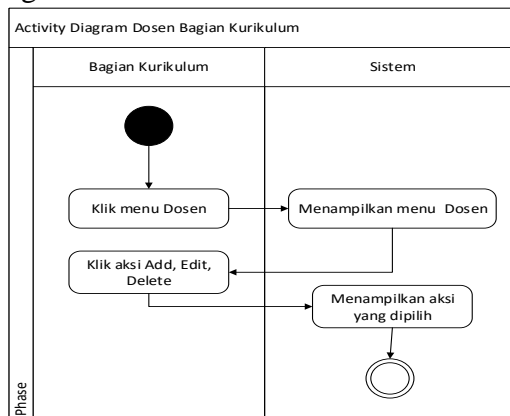 Activity Diagram Dosen Bagian Kurikulum
Bagian Kurikulum
Sistem
Klik menu Dosen
Menampilkan menu Dosen
Klik aksi Add, Edit,
Delete
Menampilkan aksi
yang dipilih
Phase